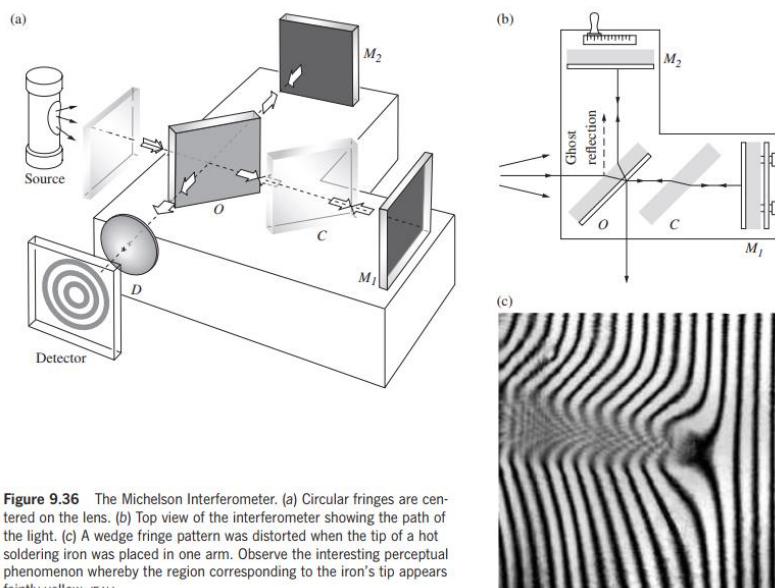 (a)
M2
Source
O
C
M1
D
Detector
(b)
M2
Ghost
reflection
O
C
M1
(c)
Figure 9.36 The Michelson Interferometer. (a) Circular fringes are cen-
tered on the lens. (b) Top view of the interferometer showing the path of
the light. (c) A wedge fringe pattern was distorted when the tip of a hot
soldering iron was placed in one arm. Observe the interesting perceptual
phenomenon whereby the region corresponding to the iron's tip appears
faintly yellow.